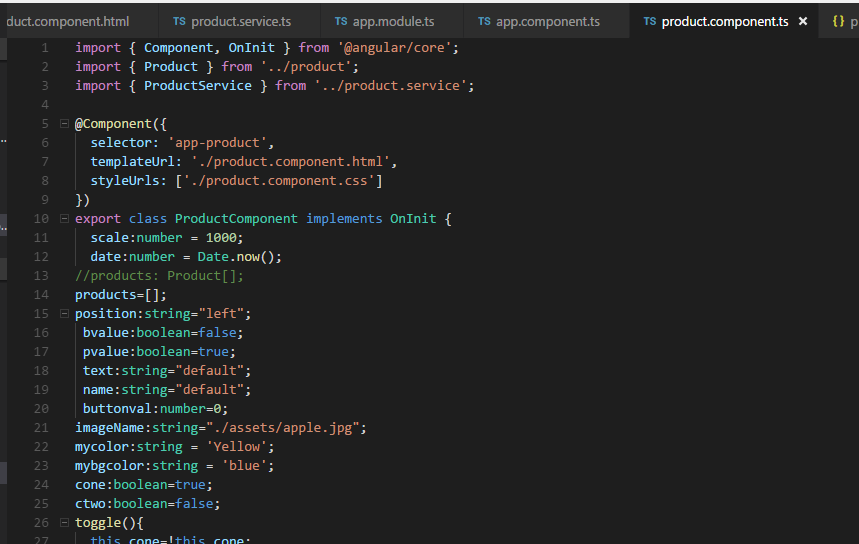 duct.component.html TS product.service.ts TS app.module.ts TS app.component.ts TS product.component.ts × {} p
1 import { Component, OnInit } from '@angular/core';
2 import { Product } from '../product';
3 import { ProductService } from '../product.service';
4
5 @Component({
6 selector: 'app-product',
7 templateUrl: './product.component.html',
8 styleUrls: ['./product.component.css']
9 })
10 export class ProductComponent implements OnInit {
11 scale:number = 1000;
12 date:number = Date.now();
13 //products: Product[];
14 products=[];
15 position:string="left";
16 bvalue:boolean=false;
17 pvalue:boolean=true;
18 text:string="default";
19 name:string="default";
20 buttonval:number=0;
21 imageName:string="./assets/apple.jpg";
22 mycolor:string = 'Yellow';
23 mybgcolor:string = 'blue';
24 cone:boolean=true;
25 ctwo:boolean=false;
26 toggle(){
27 this.cone=!this.cone;